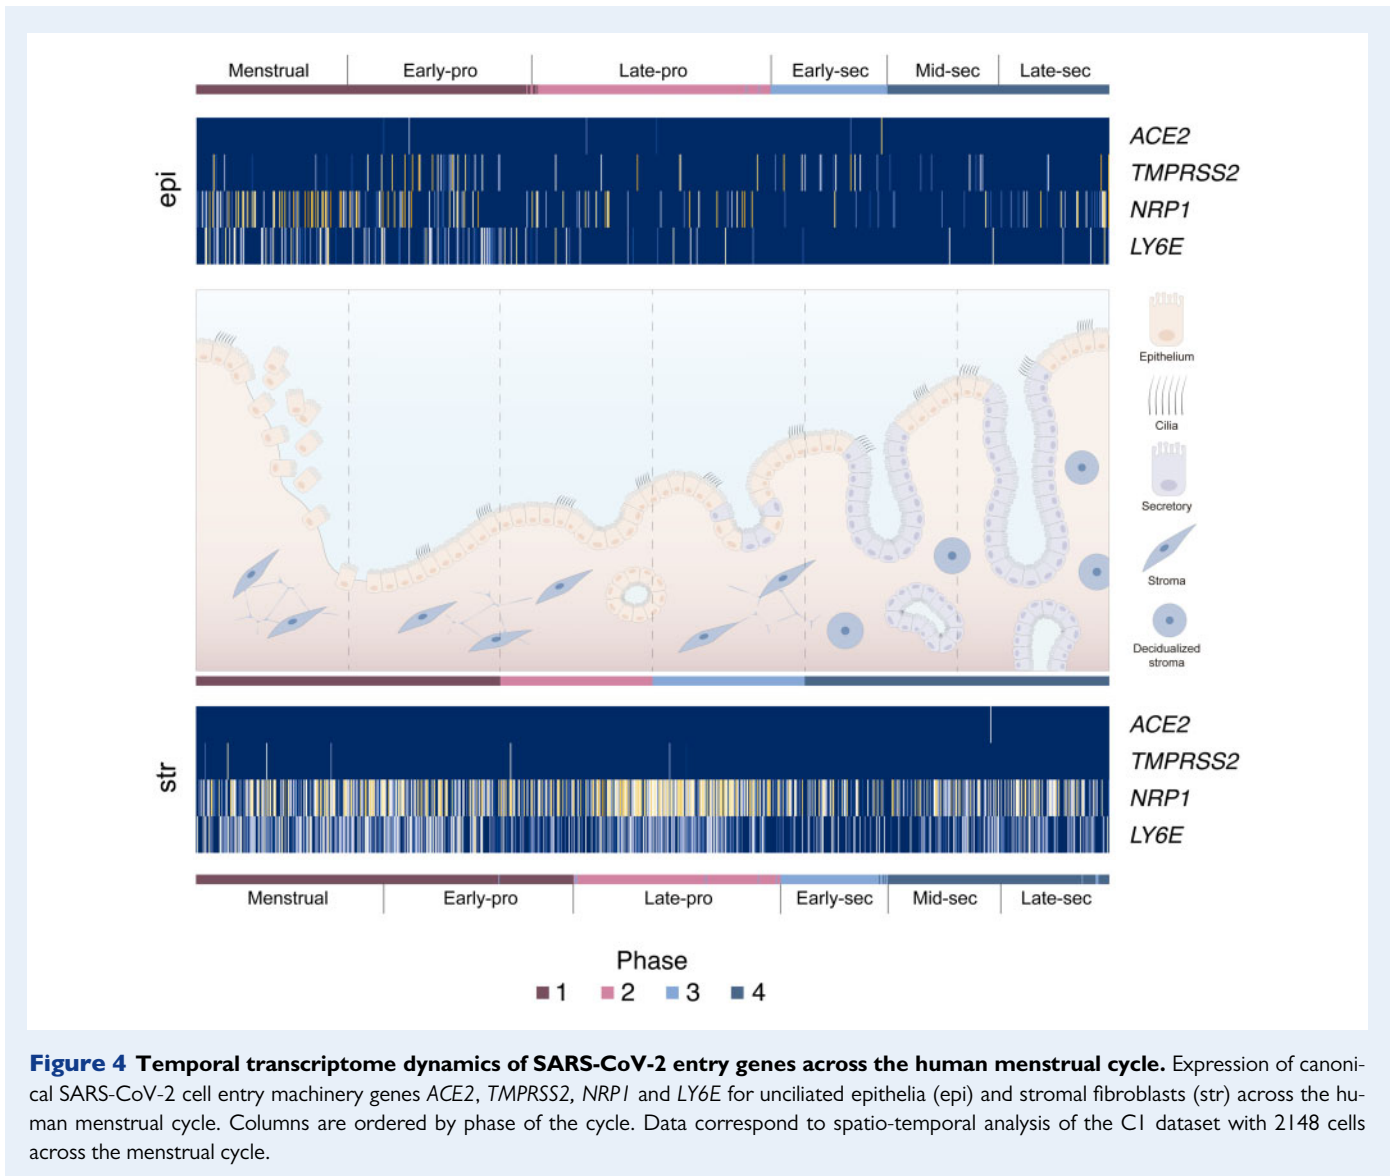 Menstrual Early-pro Late-pro Early-sec Mid-sec Late-sec
epi
ACE2
TMPRSS2
NRP1
LY6E
Epithelium
Cilia
Secretory
Stroma
Decidualized
stroma
str
ACE2
TMPRSS2
NRP1
LY6E
Menstrual Early-pro Late-pro Early-sec Mid-sec Late-sec
Phase
1 2 3 4
Figure 4 Temporal transcriptome dynamics of SARS-CoV-2 entry genes across the human menstrual cycle. Expression of canoni-
cal SARS-CoV-2 cell entry machinery genes ACE2, TMPRSS2, NRP1 and LY6E for unciliated epithelia (epi) and stromal fibroblasts (str) across the hu-
man menstrual cycle. Columns are ordered by phase of the cycle. Data correspond to spatio-temporal analysis of the C1 dataset with 2148 cells
across the menstrual cycle.